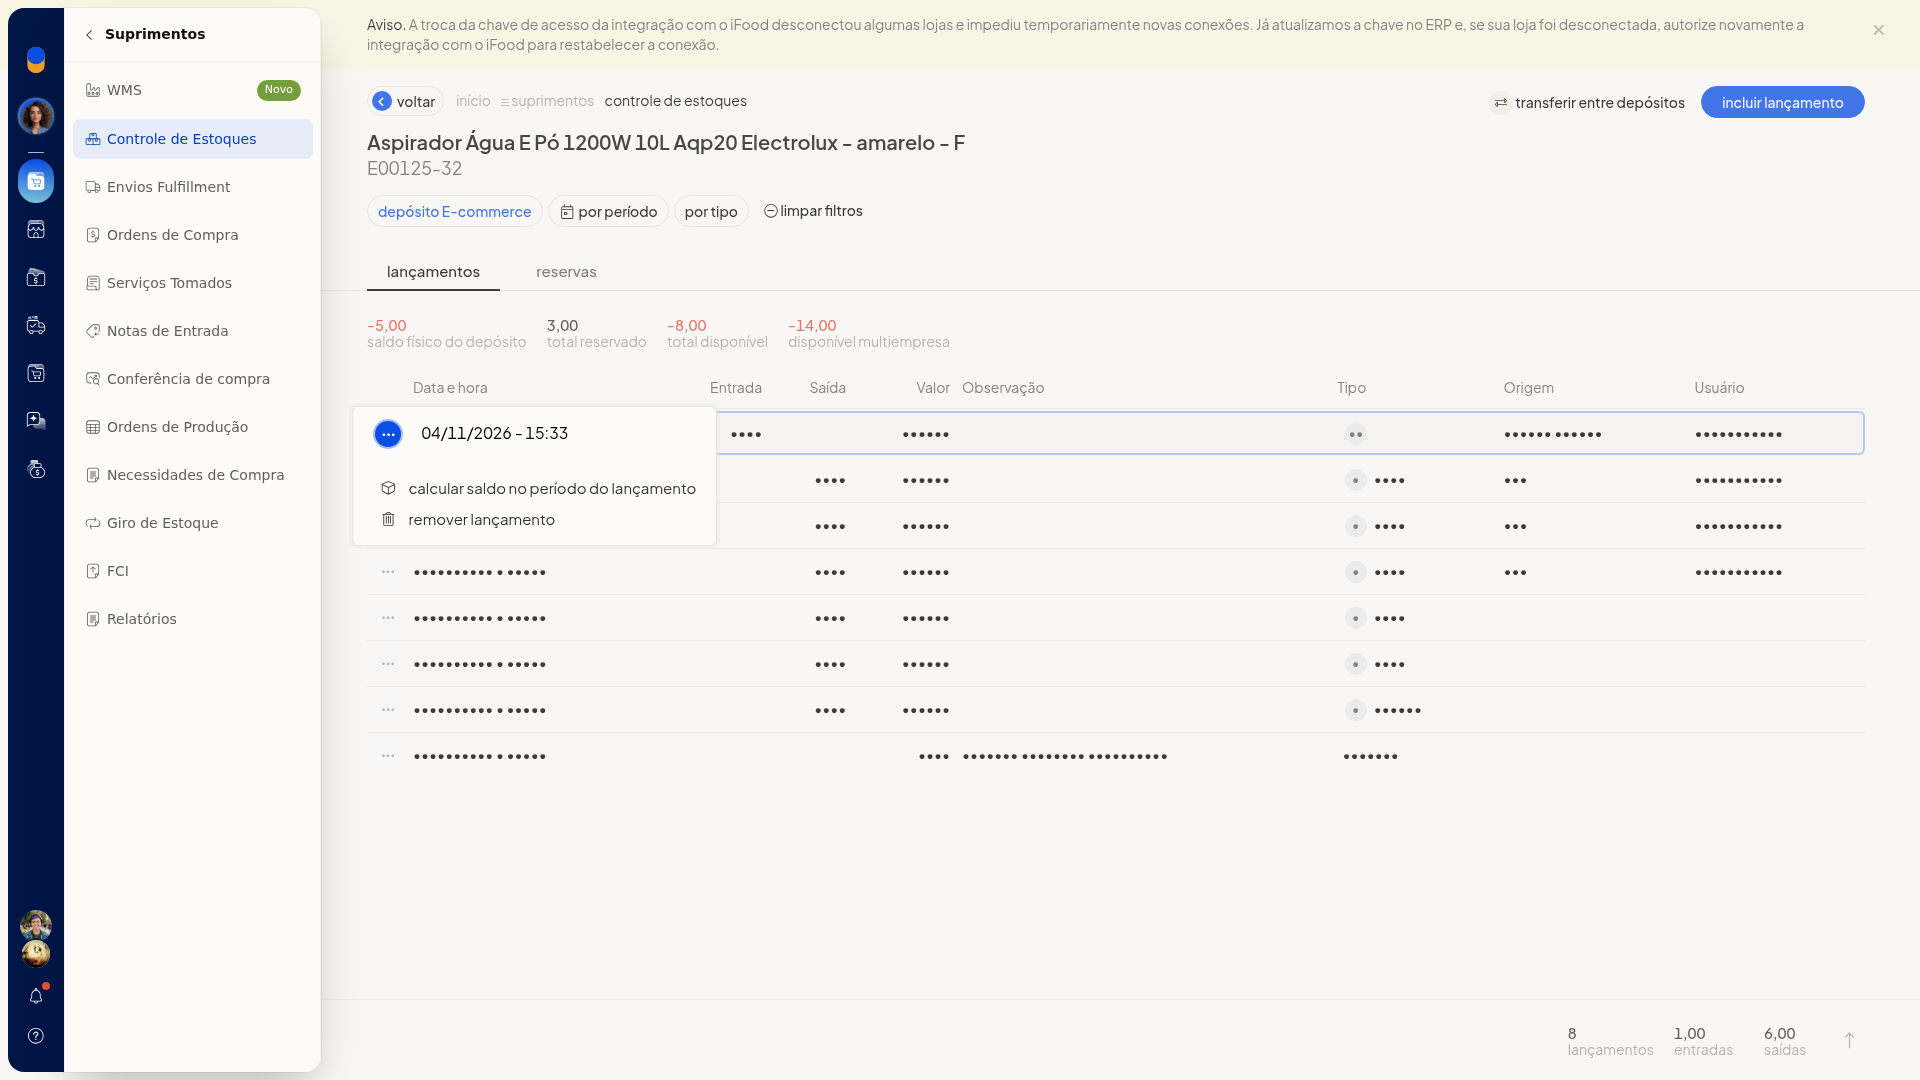 Suprimentos
WMS
Novo
Controle de Estoques
Envios Fulfillment
Ordens de Compra
Serviços Tomados
Notas de Entrada
Conferência de compra
Ordens de Produção
Necessidades de Compra
Giro de Estoque
FCI
Relatórios
Aviso. A troca da chave de acesso da integração com o iFood desconectou algumas lojas e impediu temporariamente novas conexões. Já atualizamos a chave no ERP e, se sua loja foi desconectada, autorize novamente a
integração com o iFood para restabelecer a conexão.
voltar início suprimentos controle de estoques
transferir entre depósitos incluir lançamento
Aspirador Água E Pó 1200W 10L Aqp20 Electrolux - amarelo - F
E00125-32
depósito E-commerce por período por tipo limpar filtros
lançamentos reservas
-5,00 3,00 -8,00 -14,00
saldo físico do depósito total reservado total disponível disponível multiempresa
Data e hora Entrada Saída Valor Observação Tipo Origem Usuário
04/11/2026 - 15:33
calcular saldo no período do lançamento
remover lançamento
8 1,00 6,00
lançamentos entradas saídas